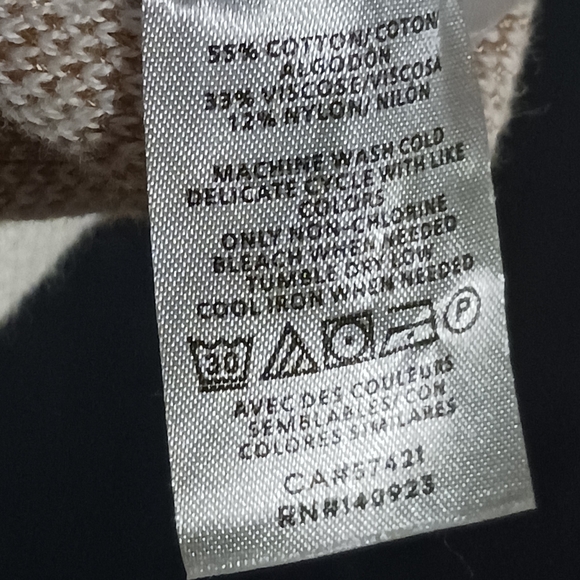 55% COTTON/COTON
ALGODON
33% VISCOSE/VISCOSA
12% NYLON/NILON
MACHINE WASH COLD
DELICATE CYCLE WITH LIKE
COLORS
ONLY NON-CHLORINE
BLEACH WHEN NEEDED
TUMBLE DRY LOW
COOL IRON WHEN NEEDED
30 P
AVEC DES COULEURS
SEMBLABLES/CON
COLORES SIMILARES
CA#57421
RN#140923